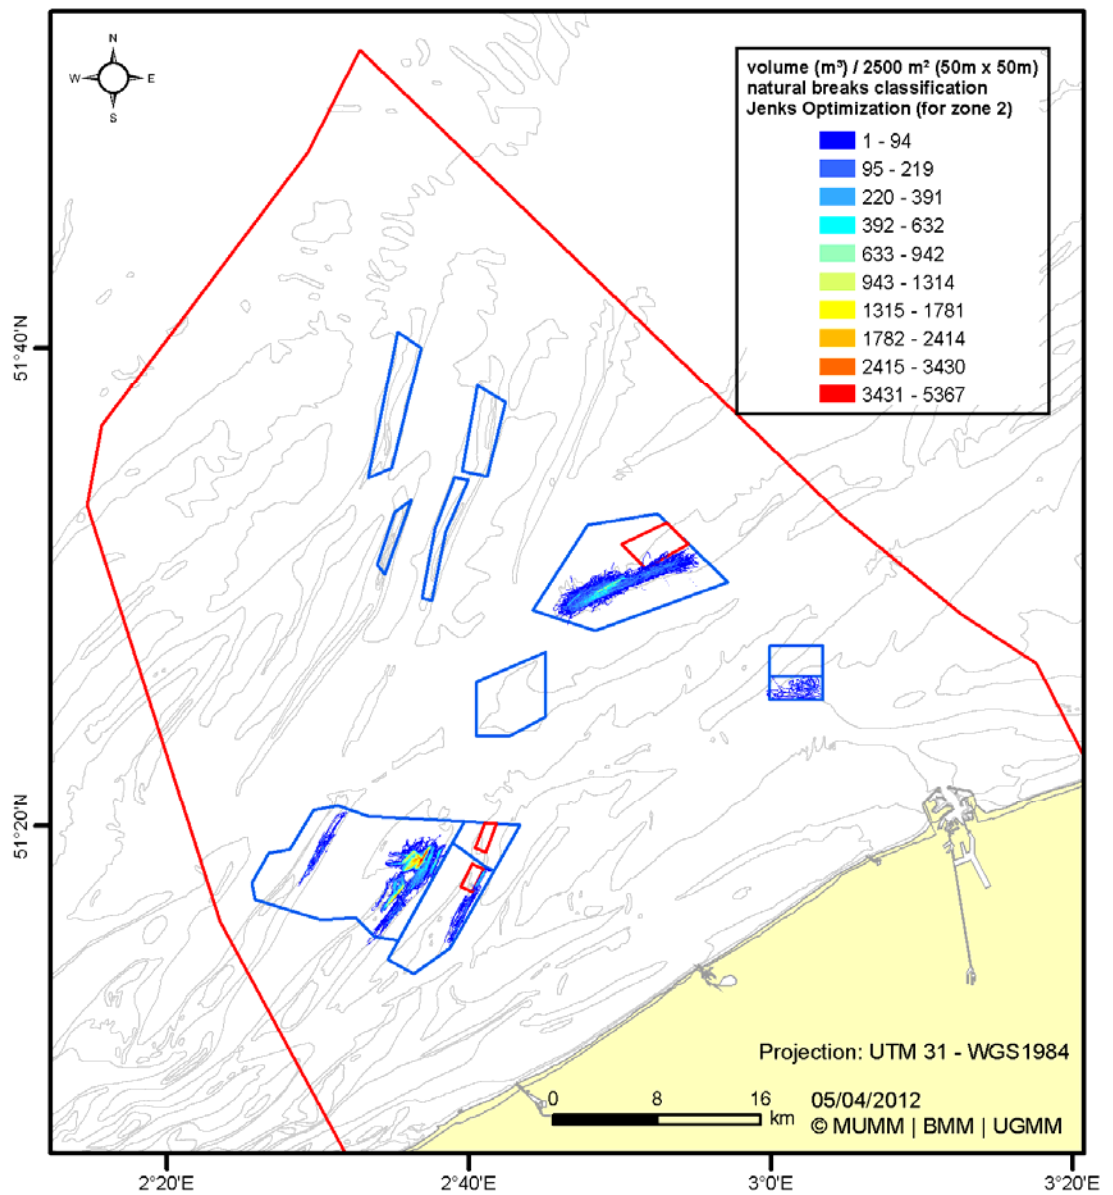 N
W E
S
volume (m³) / 2500 m² (50m x 50m)
natural breaks classification
Jenks Optimization (for zone 2)
1 - 94
95 - 219
220 - 391
392 - 632
633 - 942
943 - 1314
1315 - 1781
1782 - 2414
2415 - 3430
3431 - 5367
51°40'N
51°20'N
Projection: UTM 31 - WGS1984
0 8 16 km
05/04/2012
© MUMM | BMM | UGMM
2°20'E 2°40'E 3°0'E 3°20'E